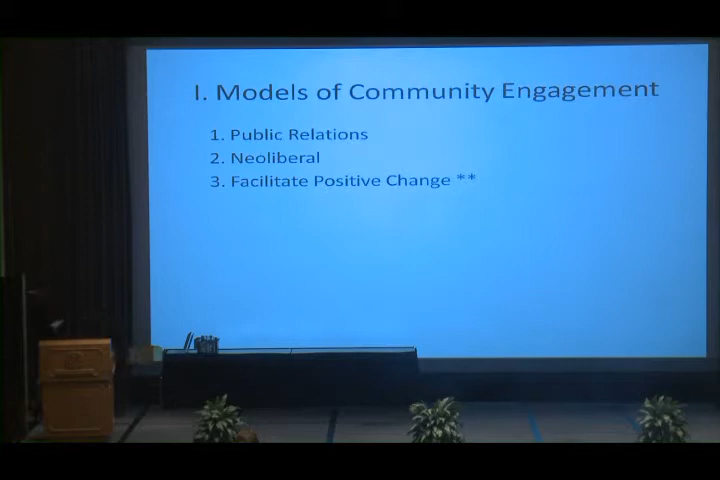 I. Models of Community Engagement
1. Public Relations
2. Neoliberal
3. Facilitate Positive Change **